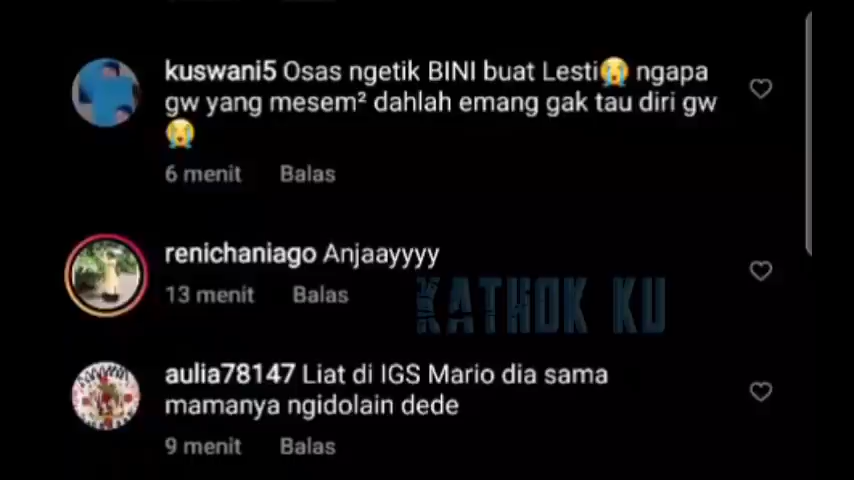 kuswani5 Osas ngetik BINI buat Lesti😭 ngapa
gw yang mesem² dahlah emang gak tau diri gw
😭
6 menit Balas
renichaniago Anjaayyyy
13 menit Balas
KATHOK KU
aulia78147 Liat di IGS Mario dia sama
mamanya ngidolain dede
9 menit Balas